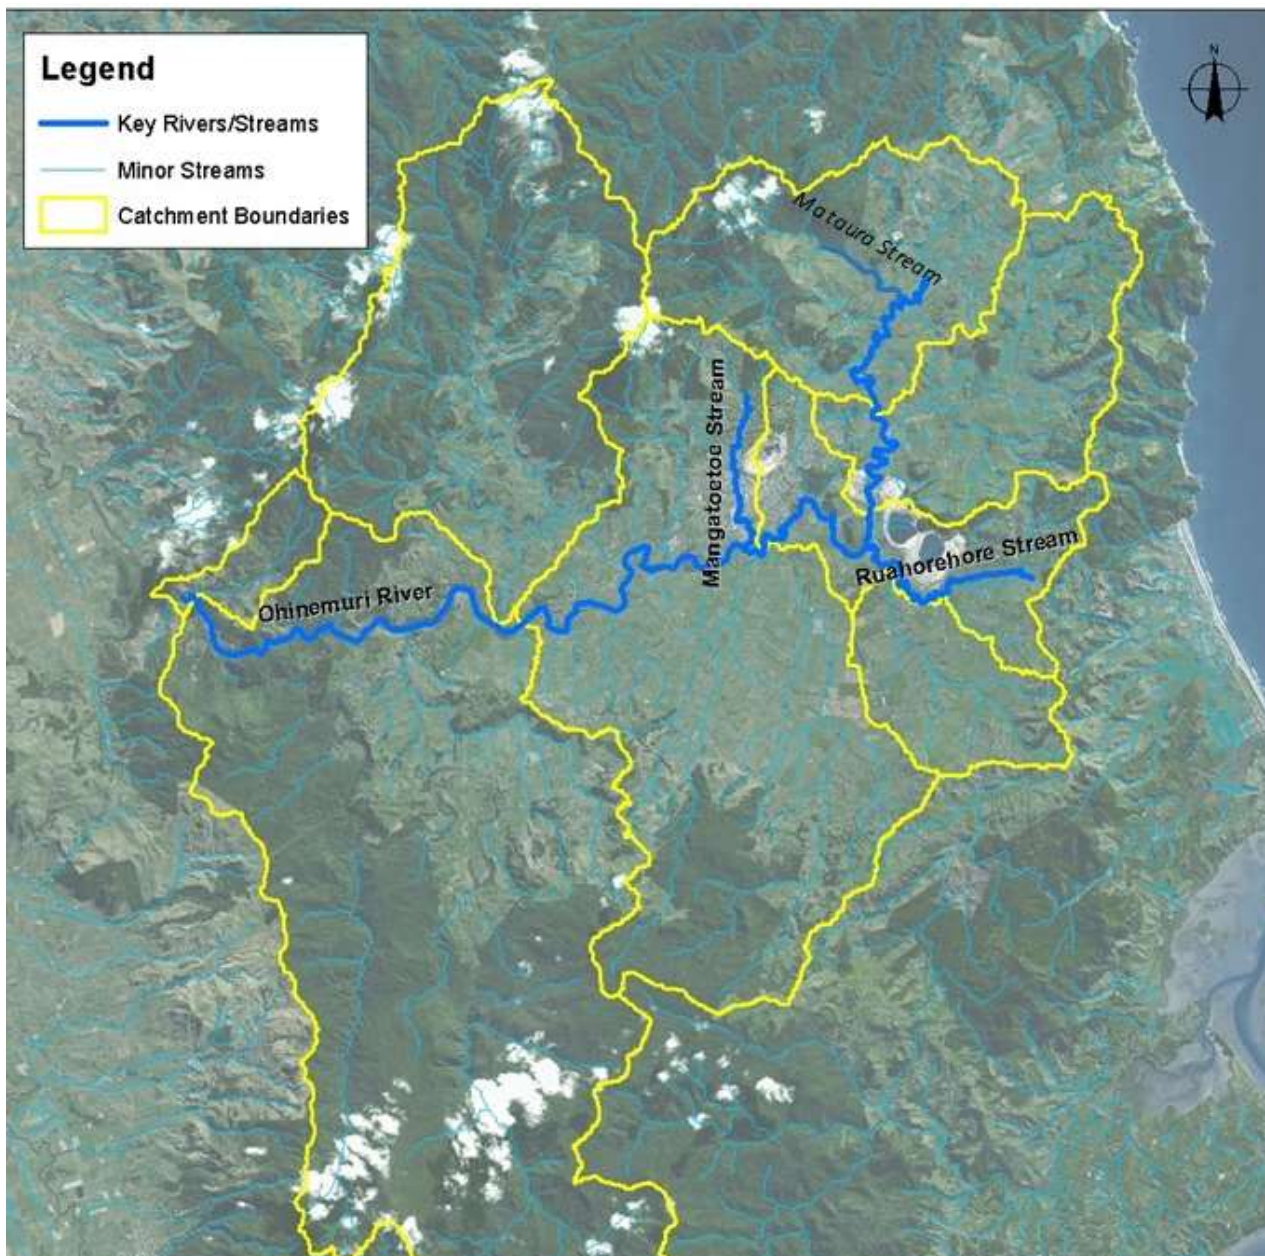 Legend
Key Rivers/Streams
Minor Streams
Catchment Boundaries
N
Mataura Stream
Mangatoetoe Stream
Ruahorehore Stream
Ohinemuri River